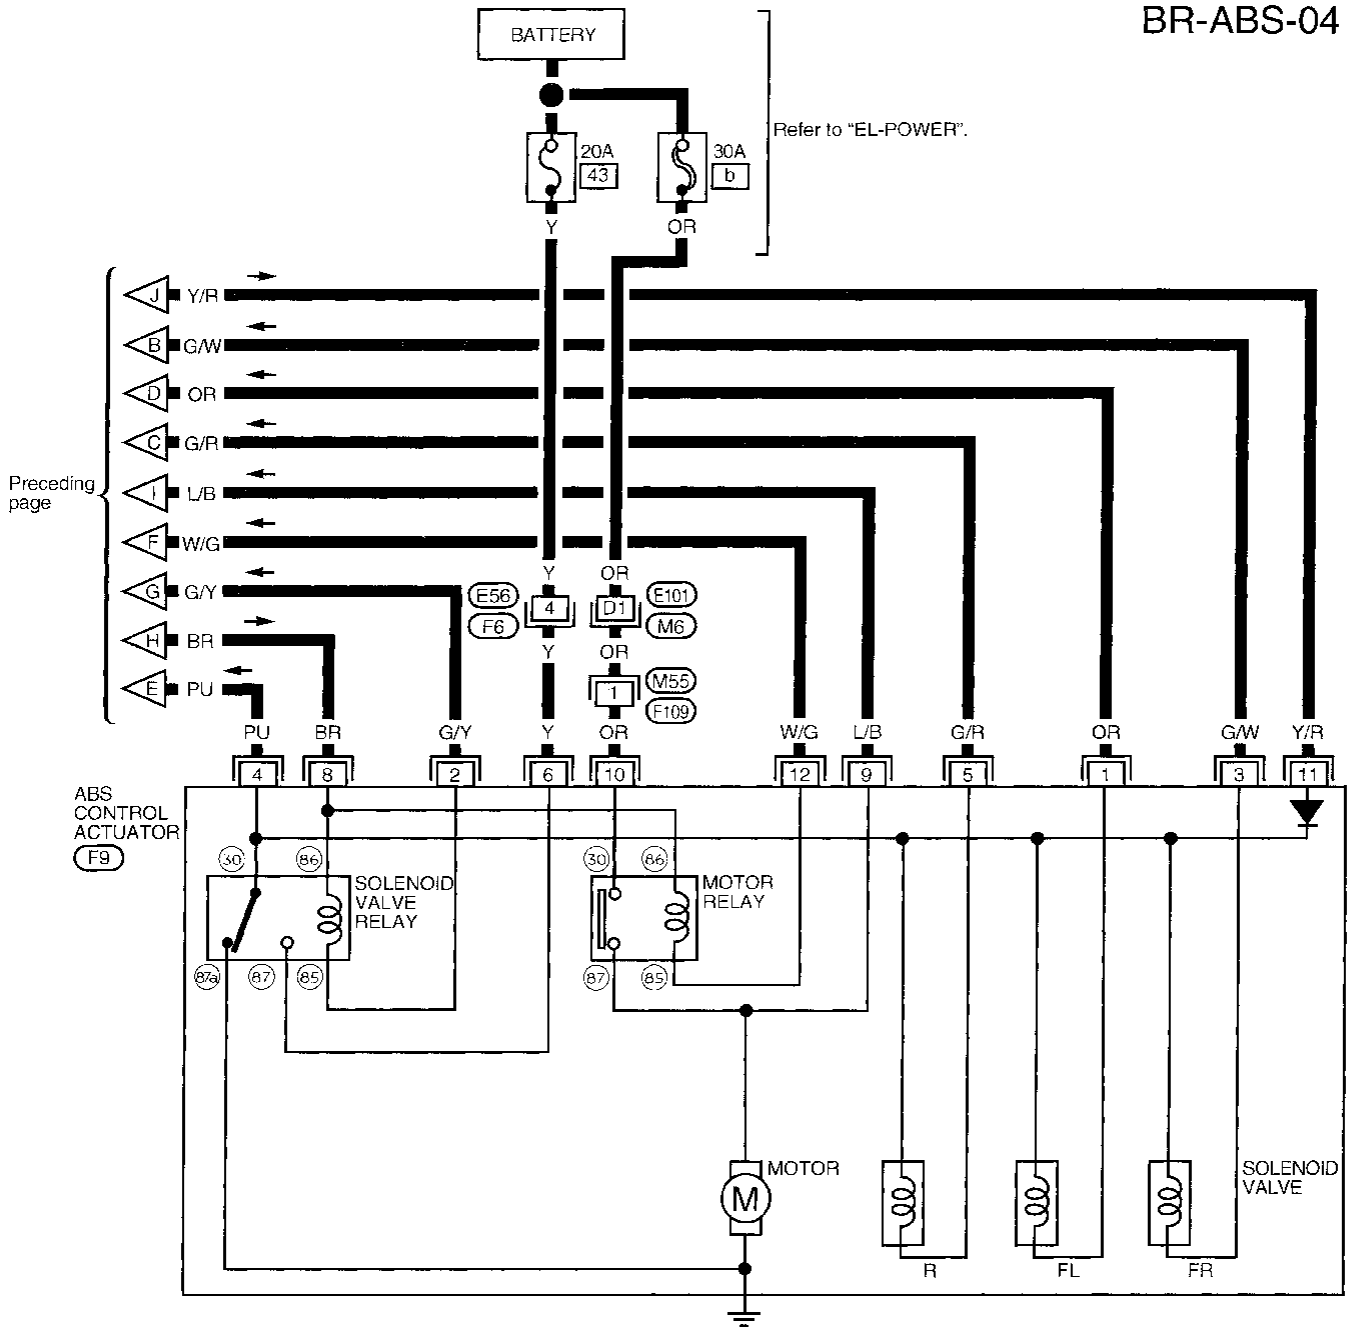 BR-ABS-04
BATTERY
Refer to “EL-POWER”.
20A
43
30A
b
Y
OR
J Y/R
B G/W
D OR
C G/R
Preceding
page
I L/B
F W/G
G G/Y
H BR
E PU
Y
OR
E56
4
D1
E101
F6
M6
Y
OR
1
M55
F109
PU BR G/Y Y OR W/G L/B G/R OR G/W Y/R
4 8 2 6 10 12 9 5 1 3 11
ABS
CONTROL
ACTUATOR
F9
30 86
SOLENOID
VALVE
RELAY
87a 87 85
30 86
MOTOR
RELAY
87 85
MOTOR
M
SOLENOID
VALVE
R
FL
FR